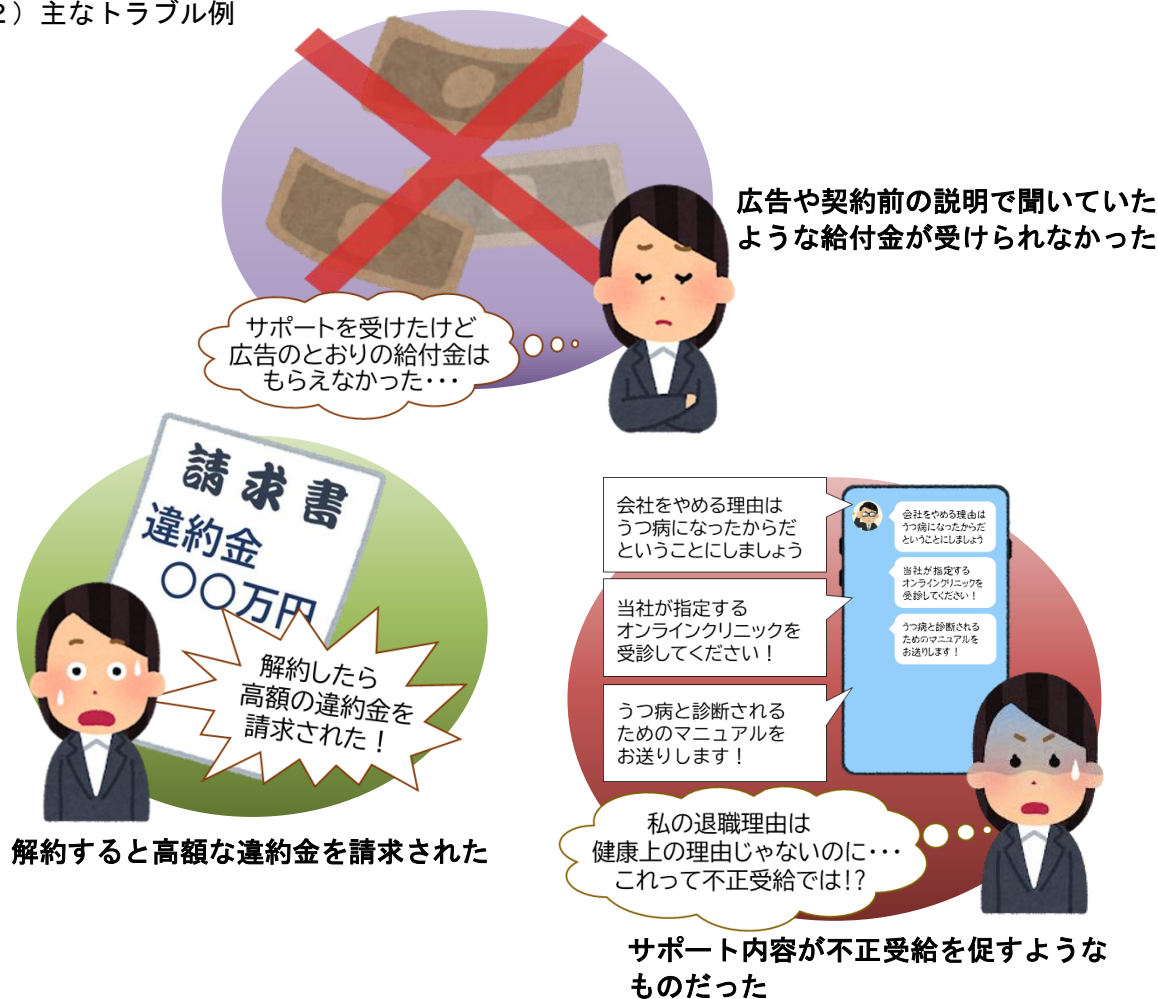 ２）主なトラブル例
広告や契約前の説明で聞いていた
ような給付金が受けられなかった
サポートを受けたけど
広告のとおりの給付金は
もらえなかった・・・
請求書
違約金
〇〇万円
解約したら
高額の違約金を
請求された！
解約すると高額な違約金を請求された
会社をやめる理由は
うつ病になったからだ
ということにしましょう
当社が指定する
オンラインクリニックを
受診してください！
うつ病と診断される
ためのマニュアルを
お送りします！
会社をやめる理由は
うつ病になったからだ
ということにしましょう
当社が指定する
オンラインクリニックを
受診してください！
うつ病と診断される
ためのマニュアルを
お送りします！
私の退職理由は
健康上の理由じゃないのに・・・
これって不正受給では!?
サポート内容が不正受給を促すような
ものだった